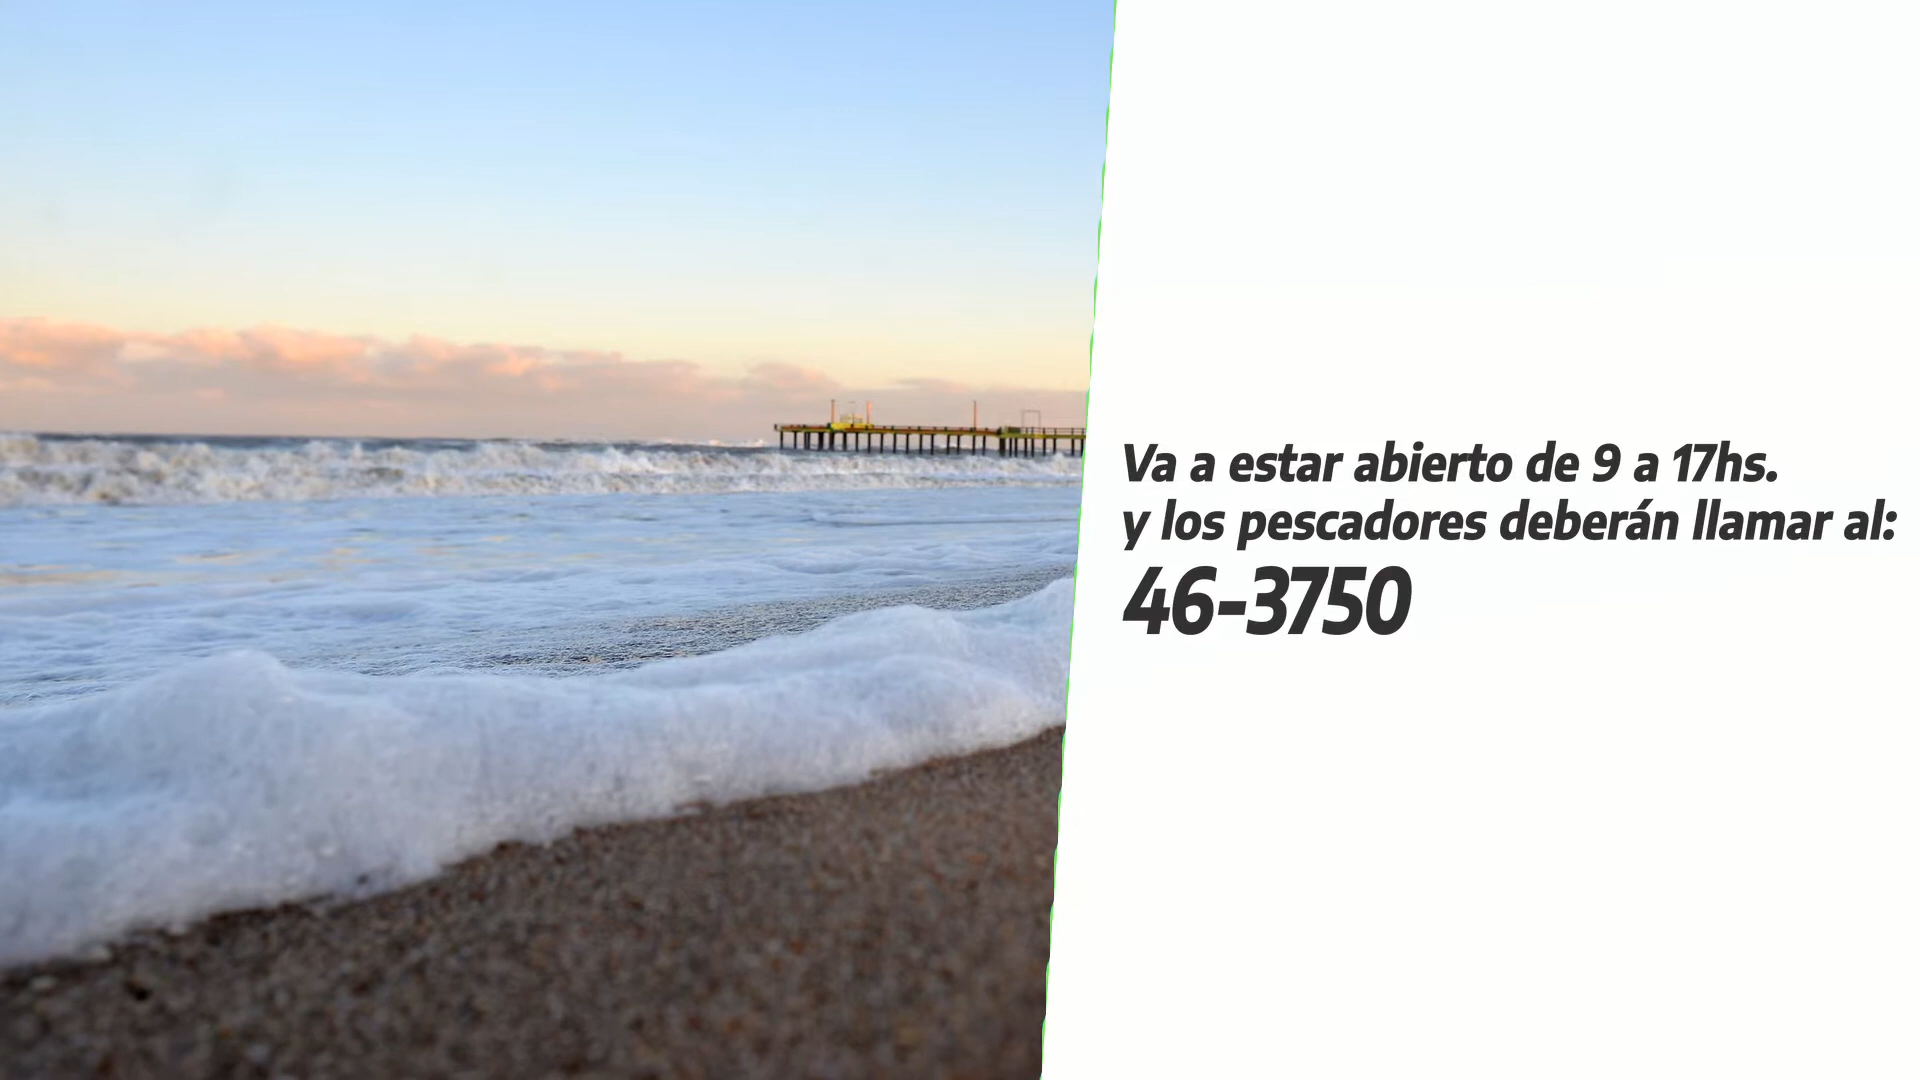 Va a estar abierto de 9 a 17hs.
y los pescadores deberán llamar al:
46-3750